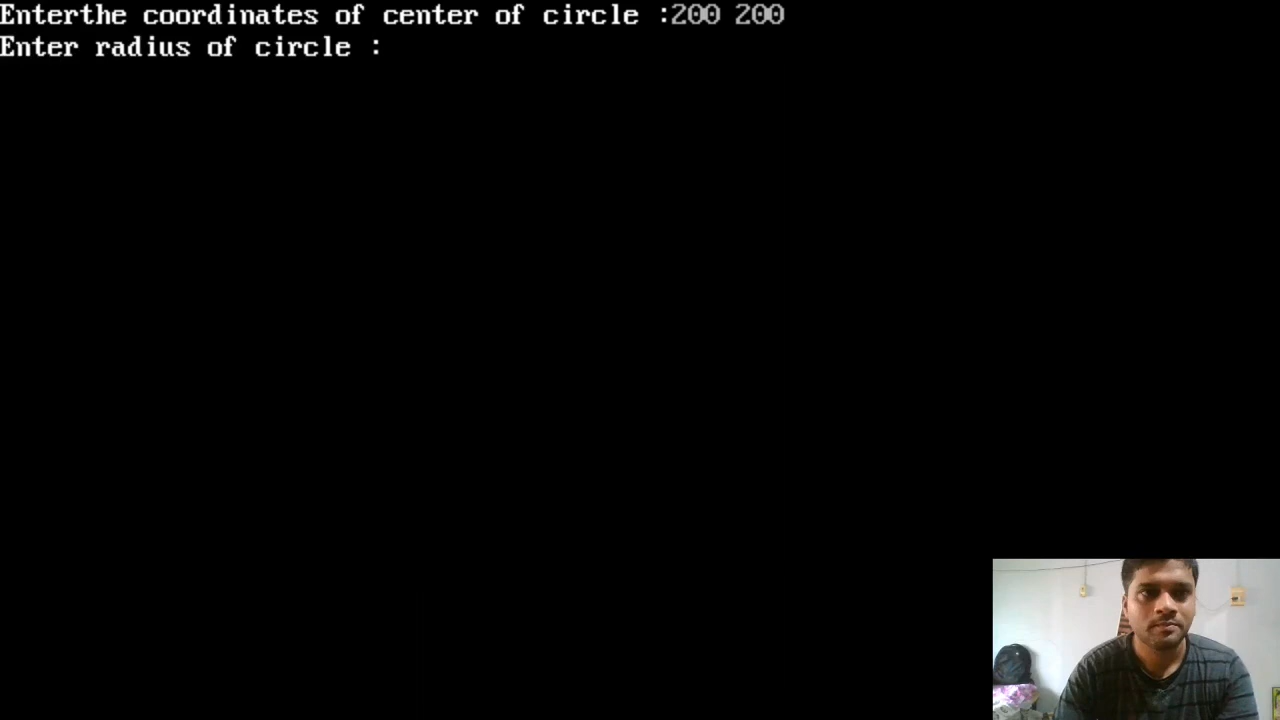 Enterthe coordinates of center of circle :200 200
Enter radius of circle :